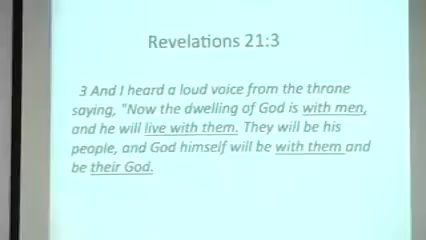 Revelations 21:3
3 And I heard a loud voice from the throne
saying, "Now the dwelling of God is with men,
and he will live with them. They will be his
people, and God himself will be with them and
be their God.